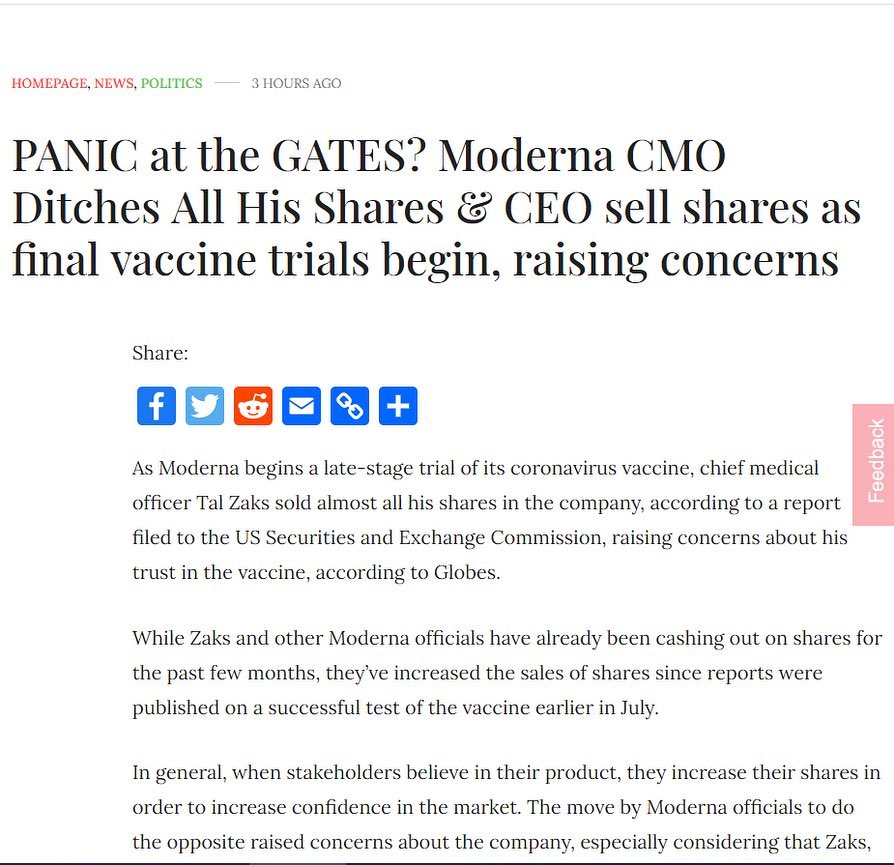 HOMEPAGE, NEWS, POLITICS — 3 HOURS AGO
PANIC at the GATES? Moderna CMO
Ditches All His Shares & CEO sell shares as
final vaccine trials begin, raising concerns
Share:
Feedback
As Moderna begins a late-stage trial of its coronavirus vaccine, chief medical
officer Tal Zaks sold almost all his shares in the company, according to a report
filed to the US Securities and Exchange Commission, raising concerns about his
trust in the vaccine, according to Globes.
While Zaks and other Moderna officials have already been cashing out on shares for
the past few months, they've increased the sales of shares since reports were
published on a successful test of the vaccine earlier in July.
In general, when stakeholders believe in their product, they increase their shares in
order to increase confidence in the market. The move by Moderna officials to do
the opposite raised concerns about the company, especially considering that Zaks,